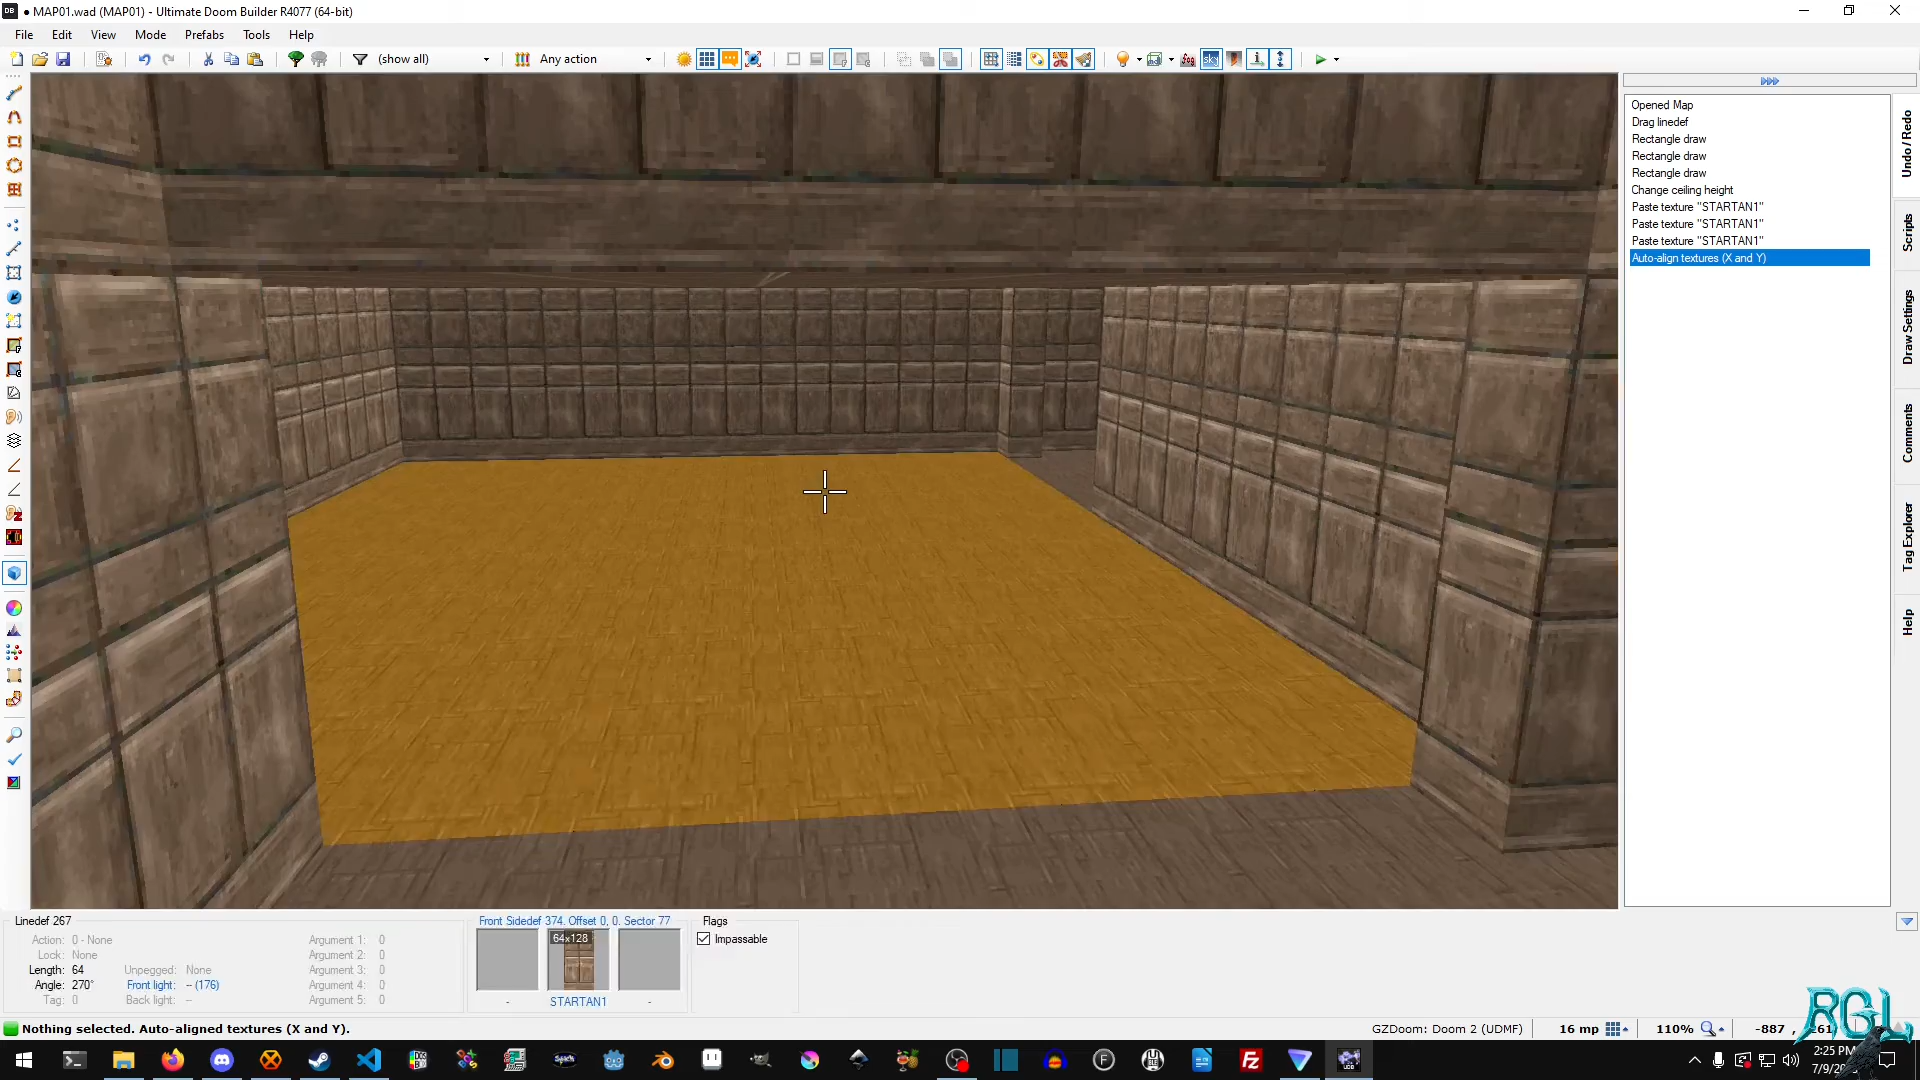 ● MAP01.wad (MAP01) - Ultimate Doom Builder R4077 (64-bit)
File Edit View Mode Prefabs Tools Help
(show all)
Any action
Opened Map
Drag linedef
Rectangle draw
Rectangle draw
Rectangle draw
Change ceiling height
Paste texture "STARTAN1"
Paste texture "STARTAN1"
Paste texture "STARTAN1"
Auto-align textures (X and Y)
Undo / Redo
Scripts
Draw Settings
Comments
Tag Explorer
Help
Linedef 267
Action: 0 - None
Lock: None
Length: 64
Angle: 270°
Tag: 0
Unpegged: None
Front light: -- (176)
Back light: --
Argument 1: 0
Argument 2: 0
Argument 3: 0
Argument 4: 0
Argument 5: 0
Front Sidedef 374. Offset 0, 0. Sector 77
64x128
-
STARTAN1
-
Flags
Impassable
Nothing selected. Auto-aligned textures (X and Y).
GZDoom: Doom 2 (UDMF)
16 mp
110%
-887 ,
RGL
2:25 PM